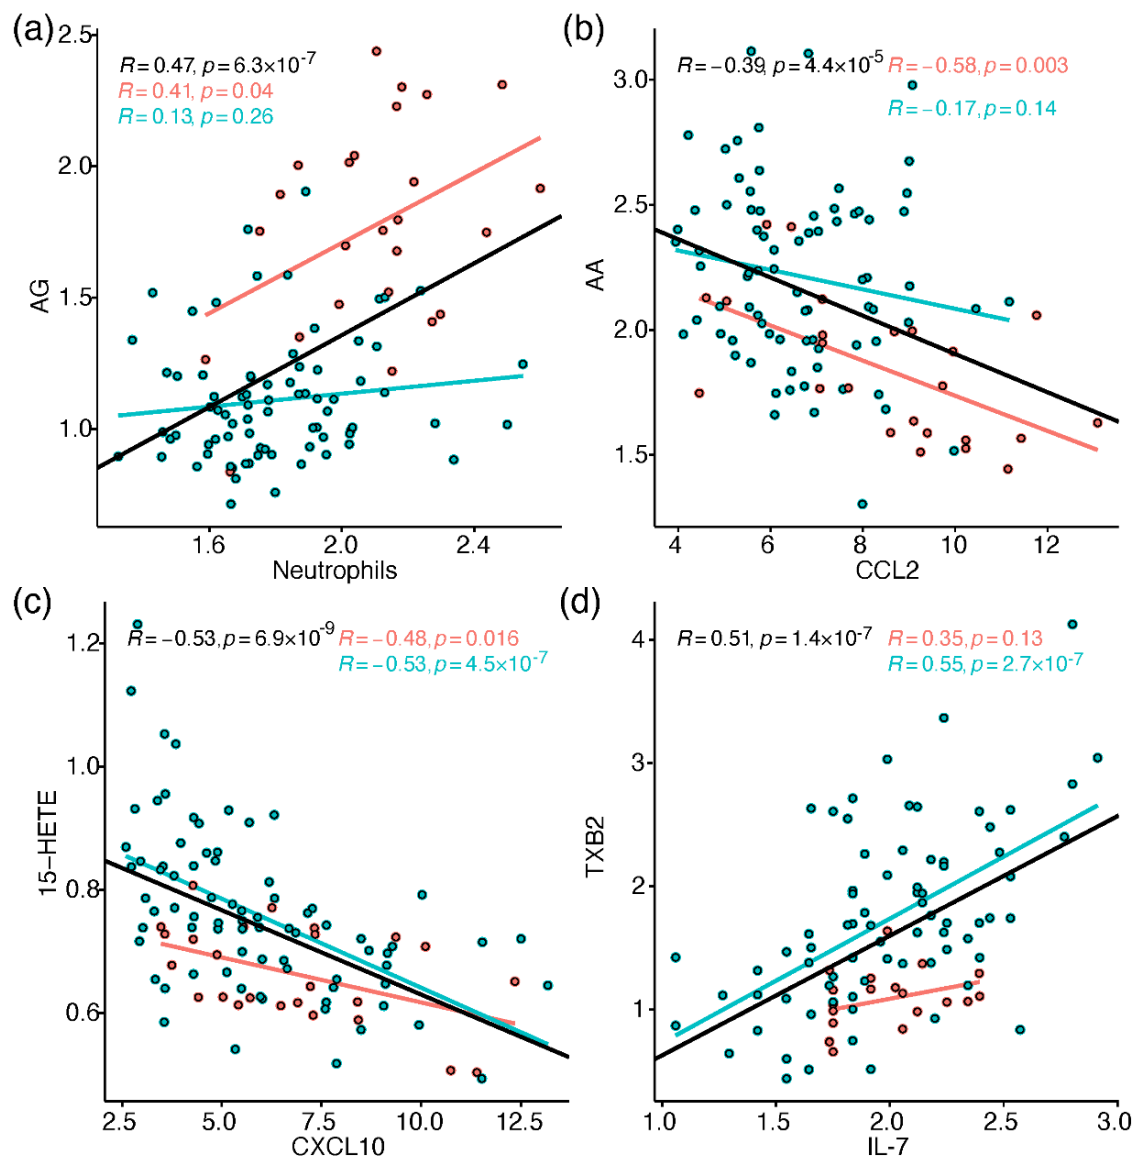 (a)
R = 0.47, p = 6.3×10⁻⁷
R = 0.41, p = 0.04
R = 0.13, p = 0.26
2.5
2.0
1.5
1.0
AG
1.6 2.0 2.4
Neutrophils
(b)
R = −0.39, p = 4.4×10⁻⁵ R = −0.58, p = 0.003
R = −0.17, p = 0.14
3.0
2.5
2.0
1.5
AA
4 6 8 10 12
CCL2
(c)
R = −0.53, p = 6.9×10⁻⁹ R = −0.48, p = 0.016
R = −0.53, p = 4.5×10⁻⁷
1.2
1.0
0.8
0.6
15−HETE
2.5 5.0 7.5 10.0 12.5
CXCL10
(d)
R = 0.51, p = 1.4×10⁻⁷ R = 0.35, p = 0.13
R = 0.55, p = 2.7×10⁻⁷
4
3
2
1
TXB2
1.0 1.5 2.0 2.5 3.0
IL-7